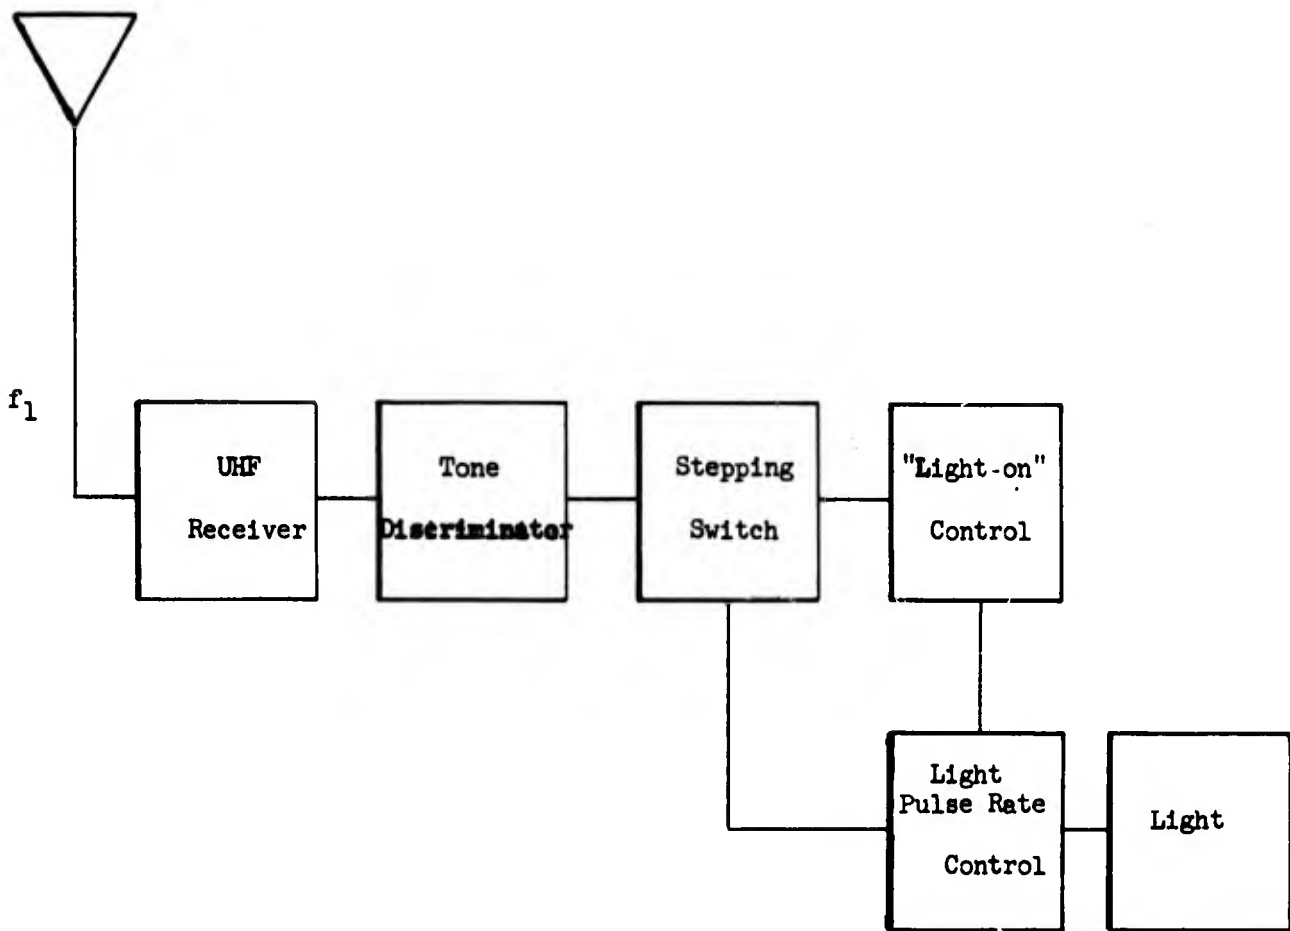 f1
UHF
Receiver
Tone
Discriminator
Stepping
Switch
"Light-on"
Control
Light
Pulse Rate
Control
Light